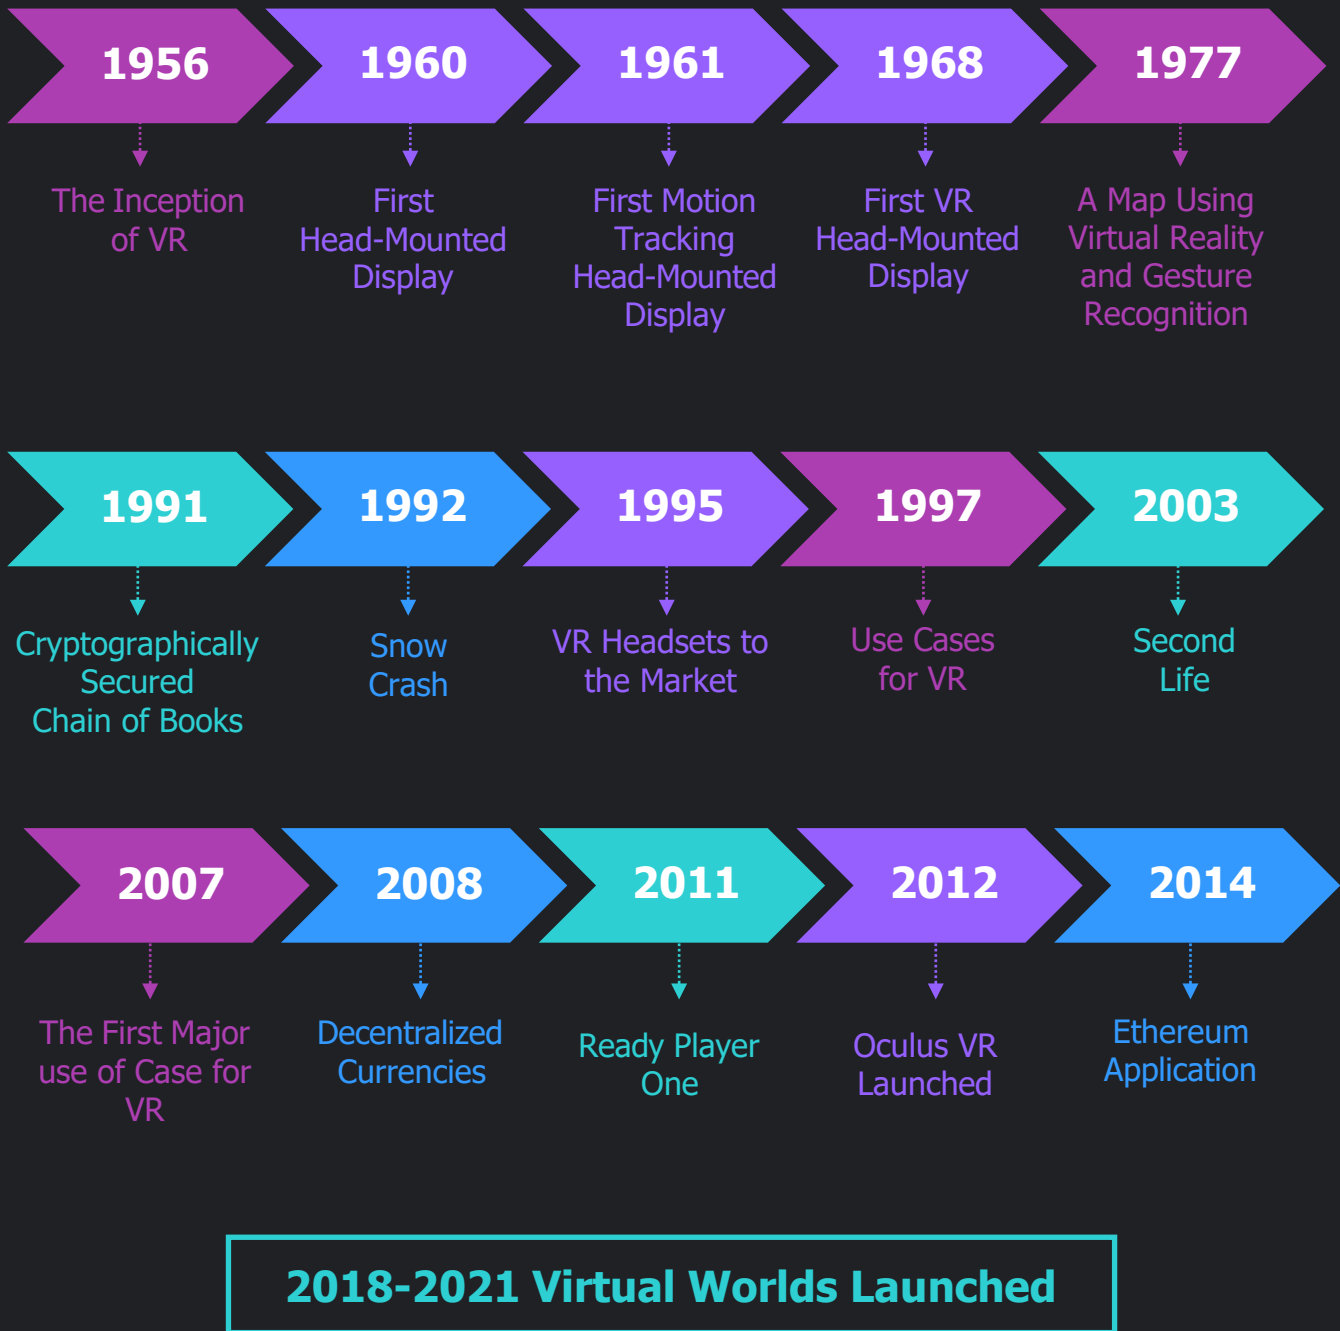 1956
1960
1961
1968
1977
The Inception
of VR
First
Head-Mounted
Display
First Motion
Tracking
Head-Mounted
Display
First VR
Head-Mounted
Display
A Map Using
Virtual Reality
and Gesture
Recognition
1991
1992
1995
1997
2003
Cryptographically
Secured
Chain of Books
Snow
Crash
VR Headsets to
the Market
Use Cases
for VR
Second
Life
2007
2008
2011
2012
2014
The First Major
use of Case for
VR
Decentralized
Currencies
Ready Player
One
Oculus VR
Launched
Ethereum
Application
2018-2021 Virtual Worlds Launched